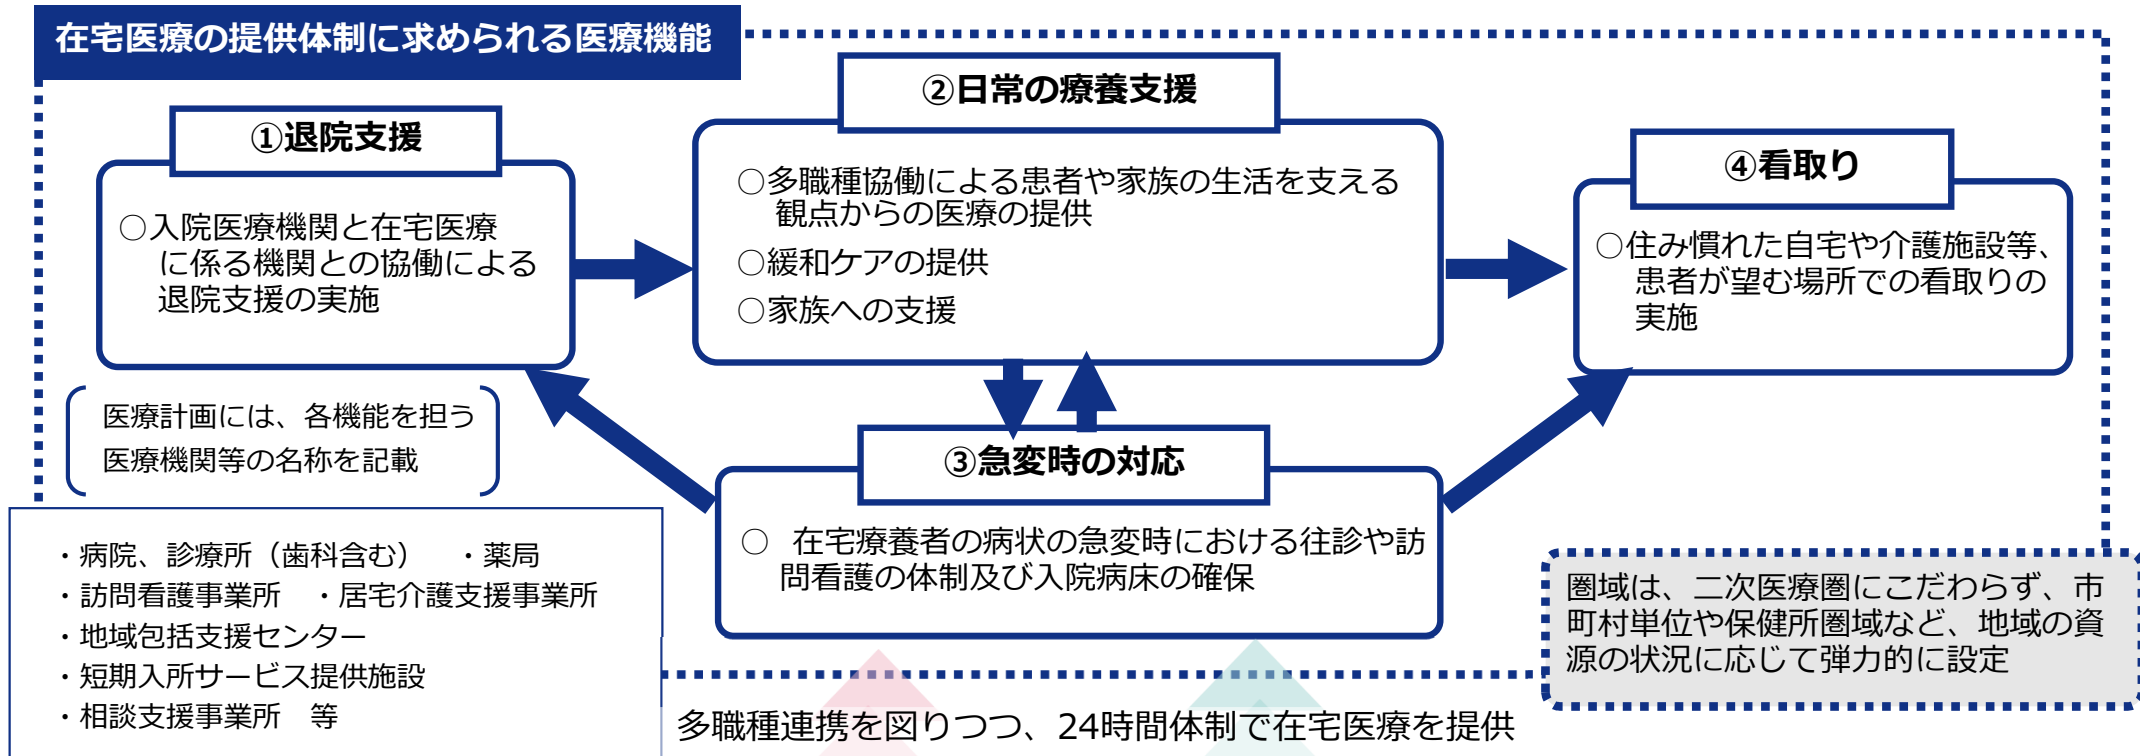 在宅医療の提供体制に求められる医療機能
①退院支援
○入院医療機関と在宅医療
に係る機関との協働による
退院支援の実施
②日常の療養支援
○多職種協働による患者や家族の生活を支える
観点からの医療の提供
○緩和ケアの提供
○家族への支援
④看取り
○住み慣れた自宅や介護施設等、
患者が望む場所での看取りの
実施
③急変時の対応
○ 在宅療養者の病状の急変時における往診や訪
問看護の体制及び入院病床の確保
医療計画には、各機能を担う
医療機関等の名称を記載
・病院、診療所（歯科含む） ・薬局
・訪問看護事業所 ・居宅介護支援事業所
・地域包括支援センター
・短期入所サービス提供施設
・相談支援事業所 等
圏域は、二次医療圏にこだわらず、市
町村単位や保健所圏域など、地域の資
源の状況に応じて弾力的に設定
多職種連携を図りつつ、24時間体制で在宅医療を提供